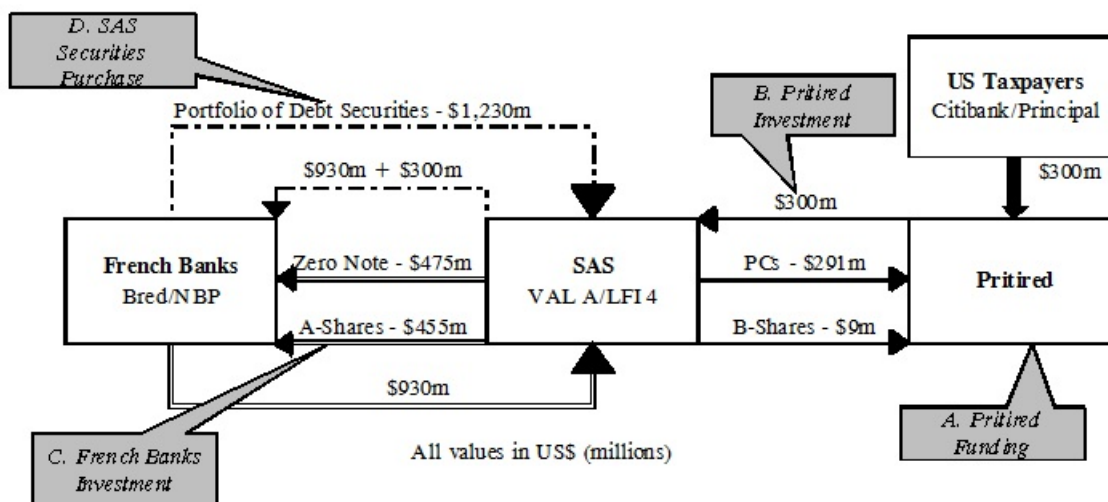 D. SAS
Securities
Purchase
Portfolio of Debt Securities - $1,230m
B. Pritired
Investment
US Taxpayers
Citibank/Principal
$300m
$930m + $300m
$300m
French Banks
Bred/NBP
Zero Note - $475m
A-Shares - $455m
SAS
VAL A/LFI 4
PCs - $291m
B-Shares - $9m
Pritired
$930m
C. French Banks
Investment
All values in US$ (millions)
A. Pritired
Funding